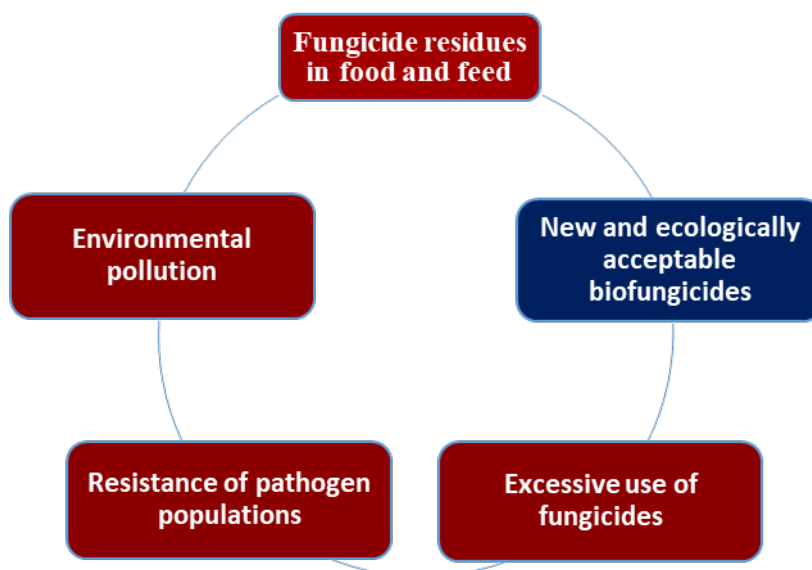 Fungicide residues
in food and feed
Environmental
pollution
New and ecologically
acceptable
biofungicides
Resistance of pathogen
populations
Excessive use of
fungicides